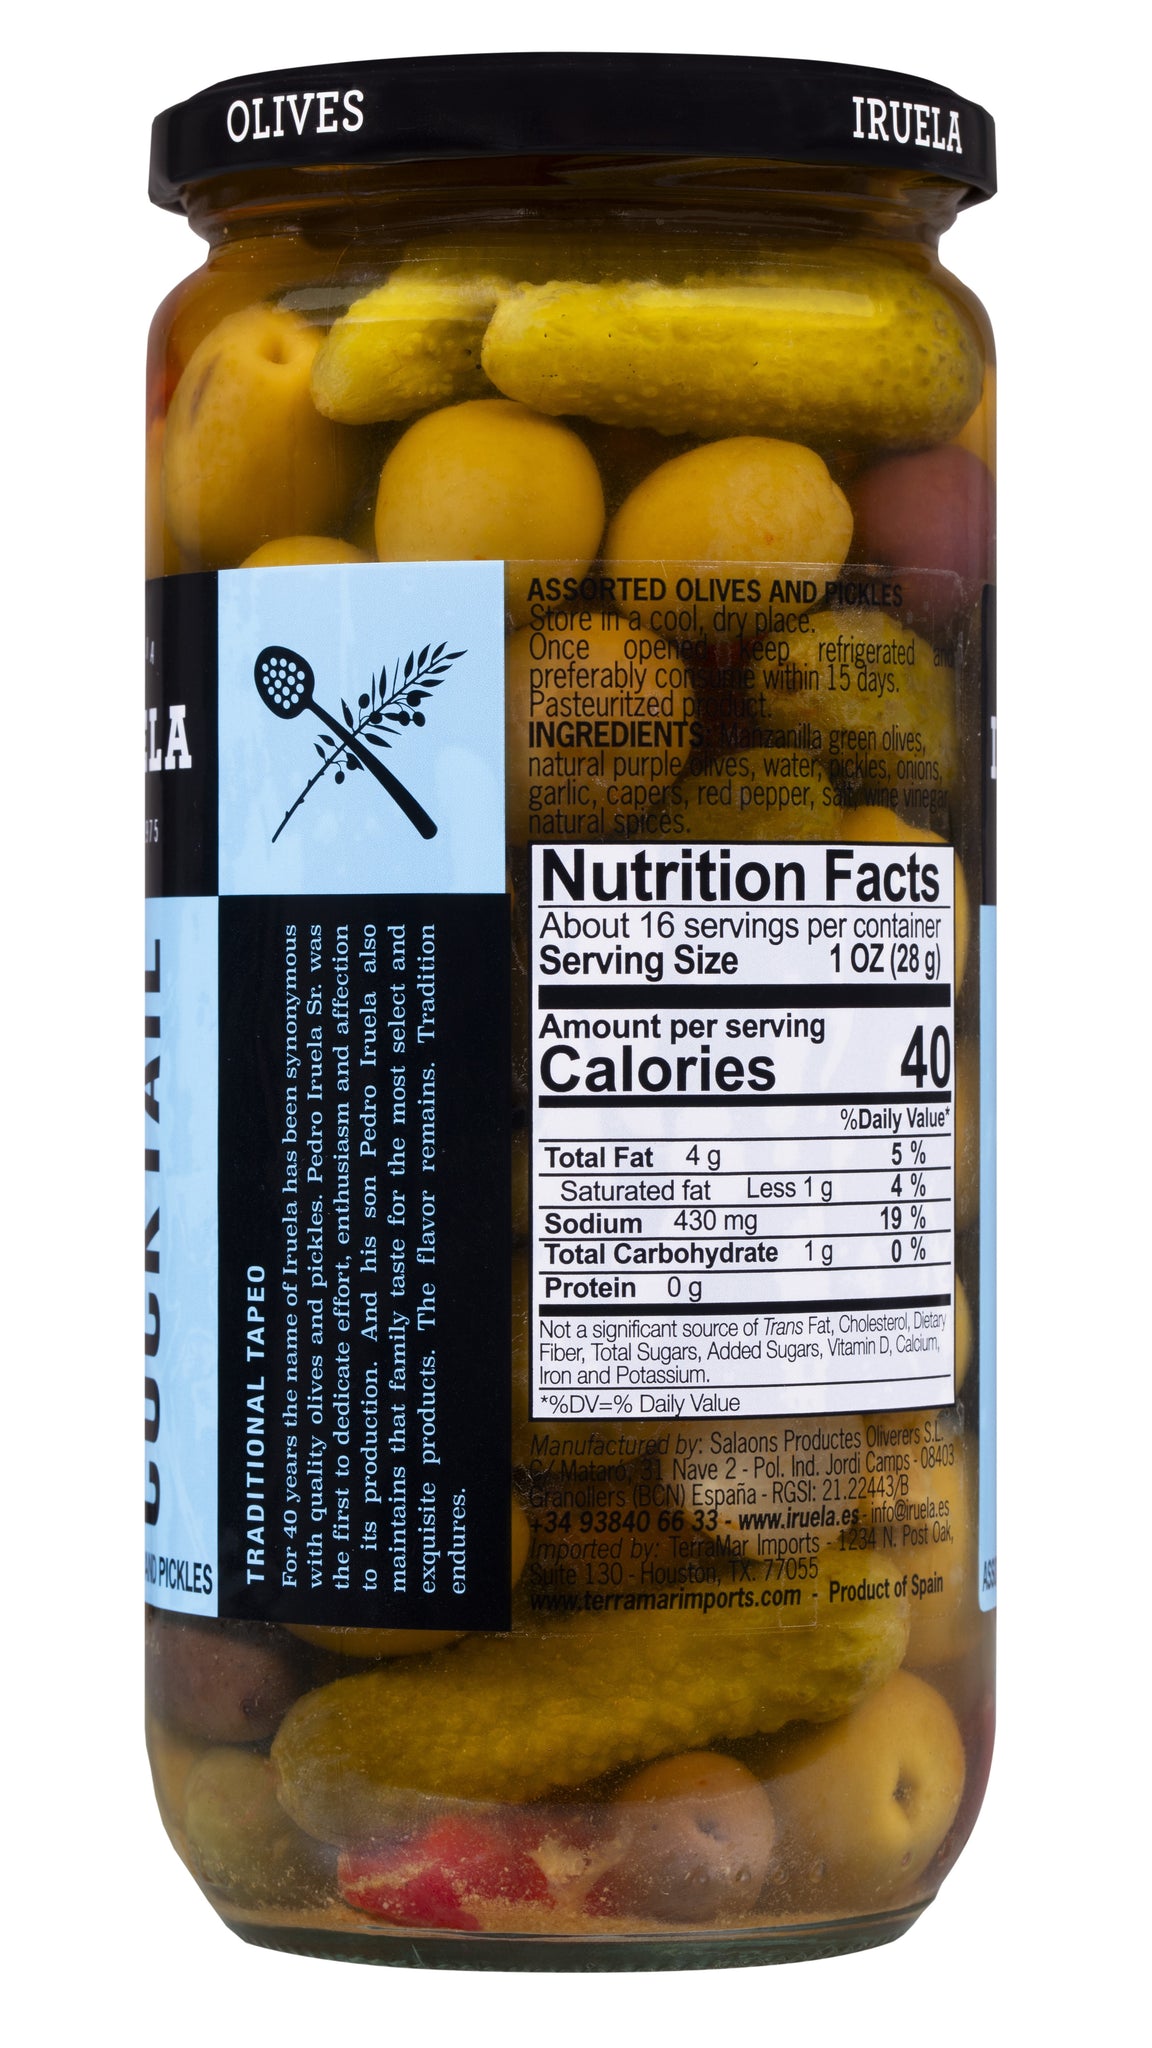 OLIVES
IRUELA
ELA
975
COCKTAIL
AND PICKLES
TRADITIONAL TAPEO
For 40 years the name of Iruela has been synonymous
with quality olives and pickles. Pedro Iruela Sr. was
the first to dedicate effort, enthusiasm and affection
to its production. And his son Pedro Iruela also
maintains that family taste for the most select and
exquisite products. The flavor remains. Tradition
endures.
ASSORTED OLIVES AND PICKLES
Store in a cool, dry place.
Once opened keep refrigerated and
preferably consume within 15 days.
Pasteuritzed product.
INGREDIENTS: Manzanilla green olives,
natural purple olives, water, pickles, onions,
garlic, capers, red pepper, salt, wine vinegar,
natural spices.
Nutrition Facts
About 16 servings per container
Serving Size 1 OZ (28 g)
Amount per serving
Calories 40
%Daily Value*
Total Fat 4 g 5 %
Saturated fat Less 1 g 4 %
Sodium 430 mg 19 %
Total Carbohydrate 1 g 0 %
Protein 0 g
Not a significant source of Trans Fat, Cholesterol, Dietary
Fiber, Total Sugars, Added Sugars, Vitamin D, Calcium,
Iron and Potassium.
*%DV=% Daily Value
Manufactured by: Salaons Productes Oliverers S.L.
C/ Mataró, 31 Nave 2 - Pol. Ind. Jordi Camps - 08403
Granollers (BCN) España - RGSI: 21.22443/B
+34 93840 66 33 - www.iruela.es - info@iruela.es
Imported by: TerraMar Imports - 1234 N. Post Oak,
Suite 130 - Houston, TX. 77055
www.terramarimports.com - Product of Spain
ASS